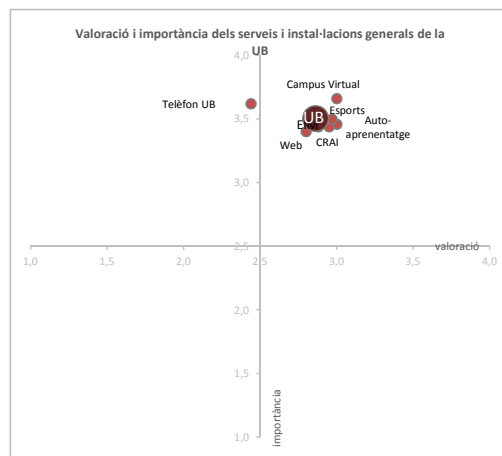 Valoració i importància dels serveis i instal·lacions generals de la
UB
4,0
Campus Virtual
Telèfon UB
Esports
Auto-
aprenentatge
3,5
UB
Web
CRAI
3,0
2,5
valoració
1,0
1,5
2,0
2,5
3,0
3,5
4,0
2,0
1,5
importància
1,0